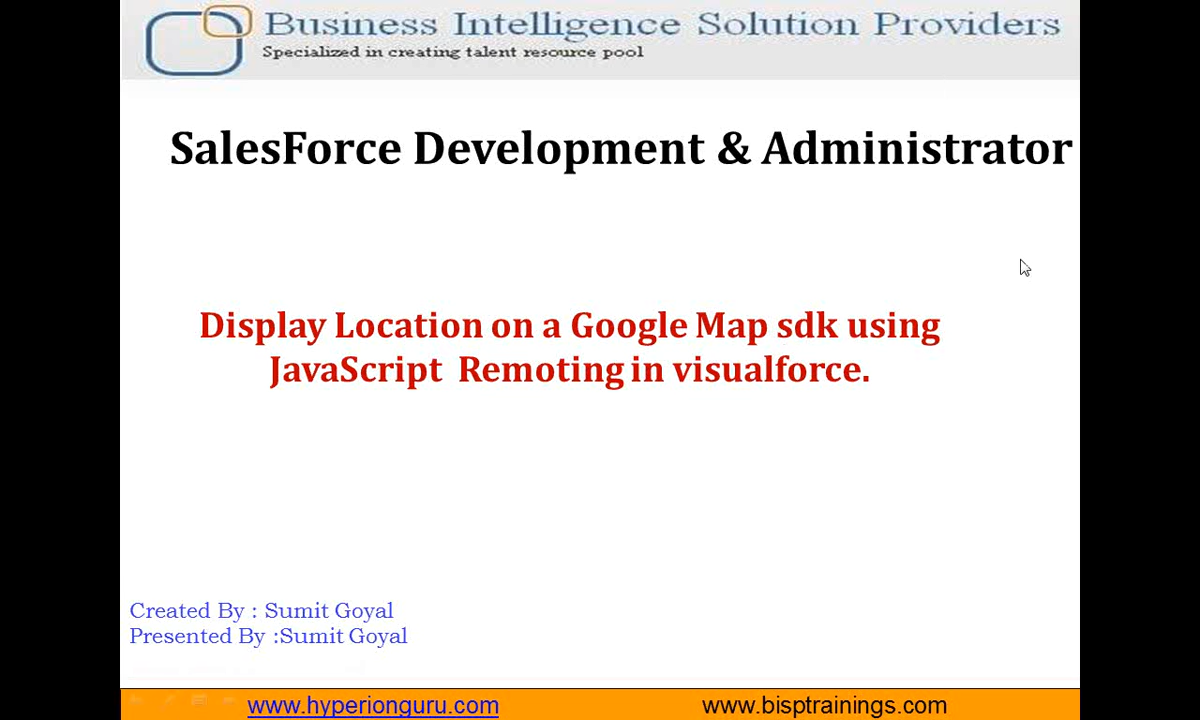 Business Intelligence Solution Providers
Specialized in creating talent resource pool
SalesForce Development & Administrator
Display Location on a Google Map sdk using
JavaScript Remoting in visualforce.
Created By : Sumit Goyal
Presented By :Sumit Goyal
www.hyperionguru.com www.bisptrainings.com